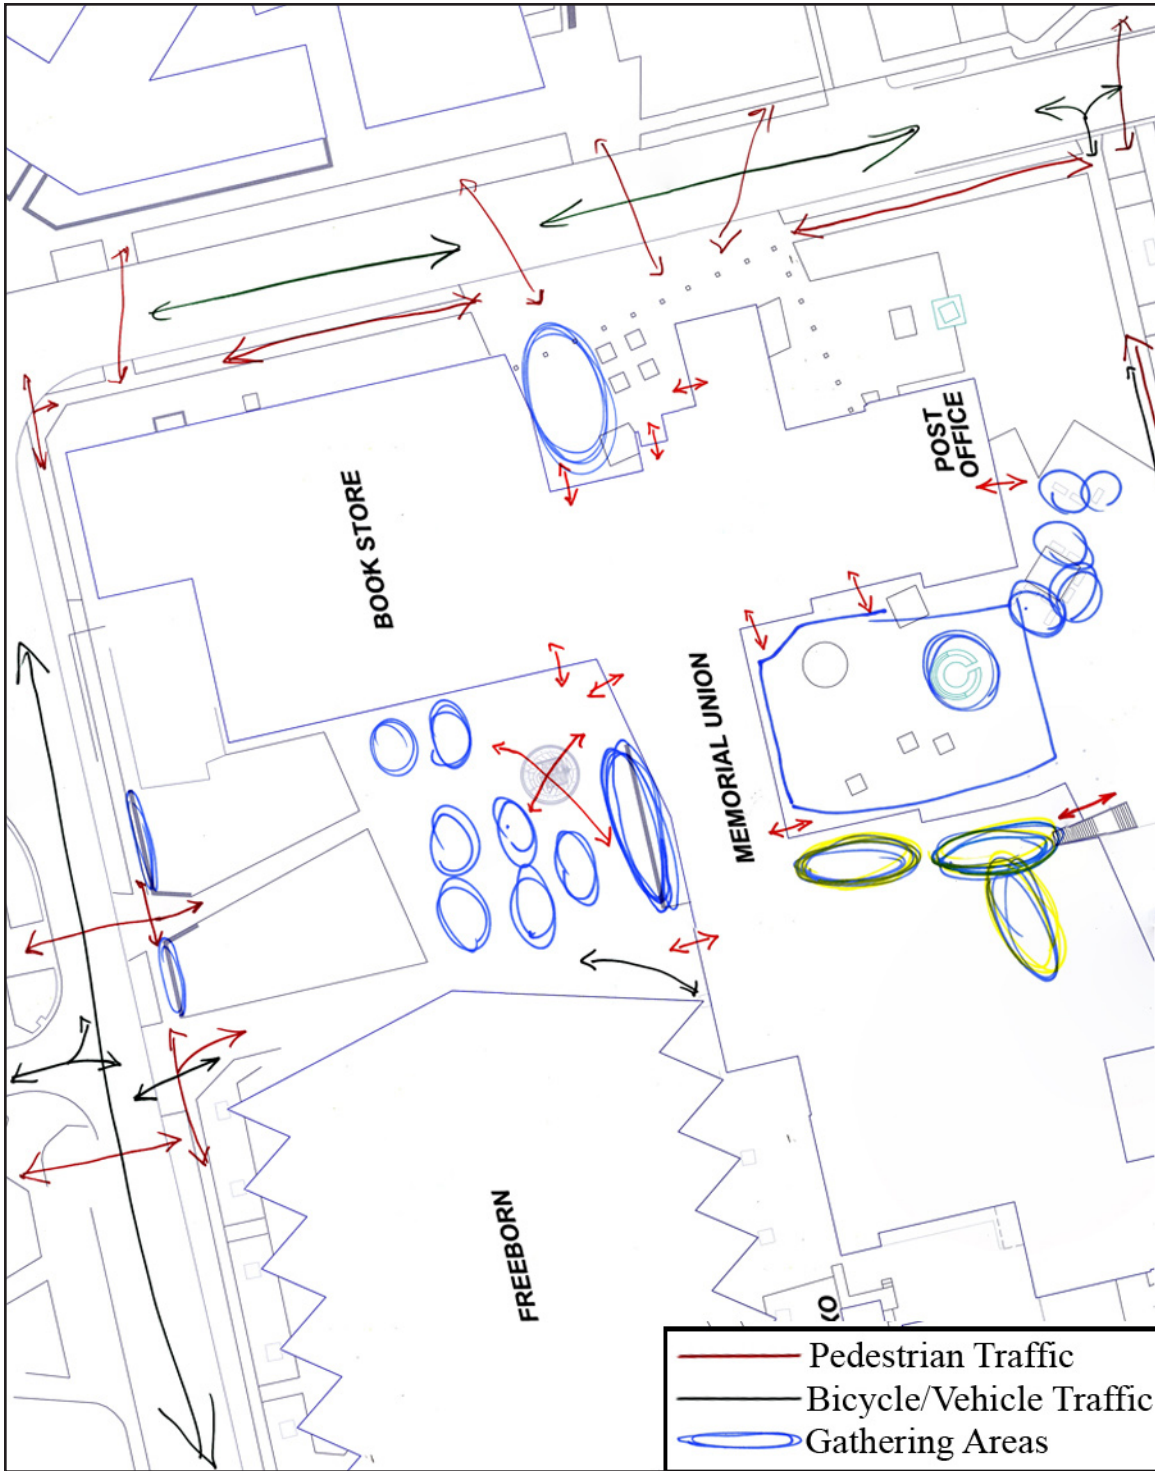 POST
OFFICE
BOOK STORE
MEMORIAL UNION
FREEBORN
Pedestrian Traffic
Bicycle/Vehicle Traffic
Gathering Areas